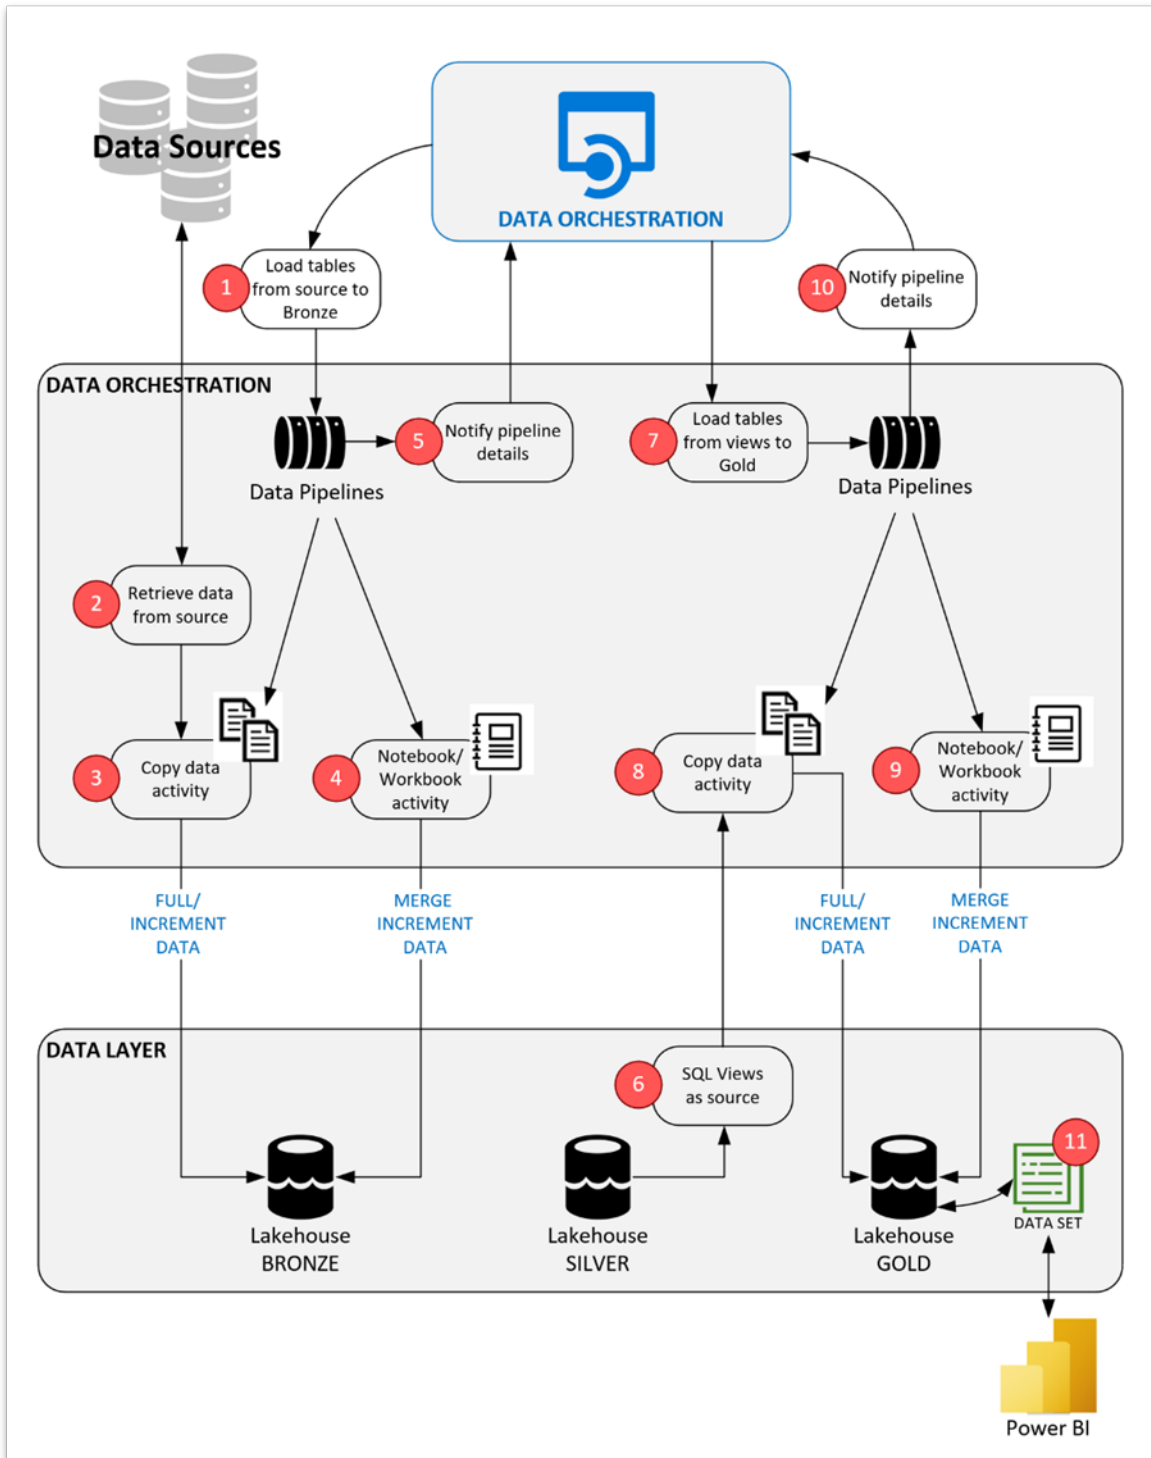 Data Sources
DATA ORCHESTRATION
1
Load tables
from source to
Bronze
10
Notify pipeline
details
DATA ORCHESTRATION
Data Pipelines
5
Notify pipeline
details
7
Load tables
from views to
Gold
Data Pipelines
2
Retrieve data
from source
3
Copy data
activity
4
Notebook/
Workbook
activity
8
Copy data
activity
9
Notebook/
Workbook
activity
FULL/
INCREMENT
DATA
MERGE
INCREMENT
DATA
FULL/
INCREMENT
DATA
MERGE
INCREMENT
DATA
DATA LAYER
6
SQL Views
as source
11
DATA SET
Lakehouse
BRONZE
Lakehouse
SILVER
Lakehouse
GOLD
Power BI